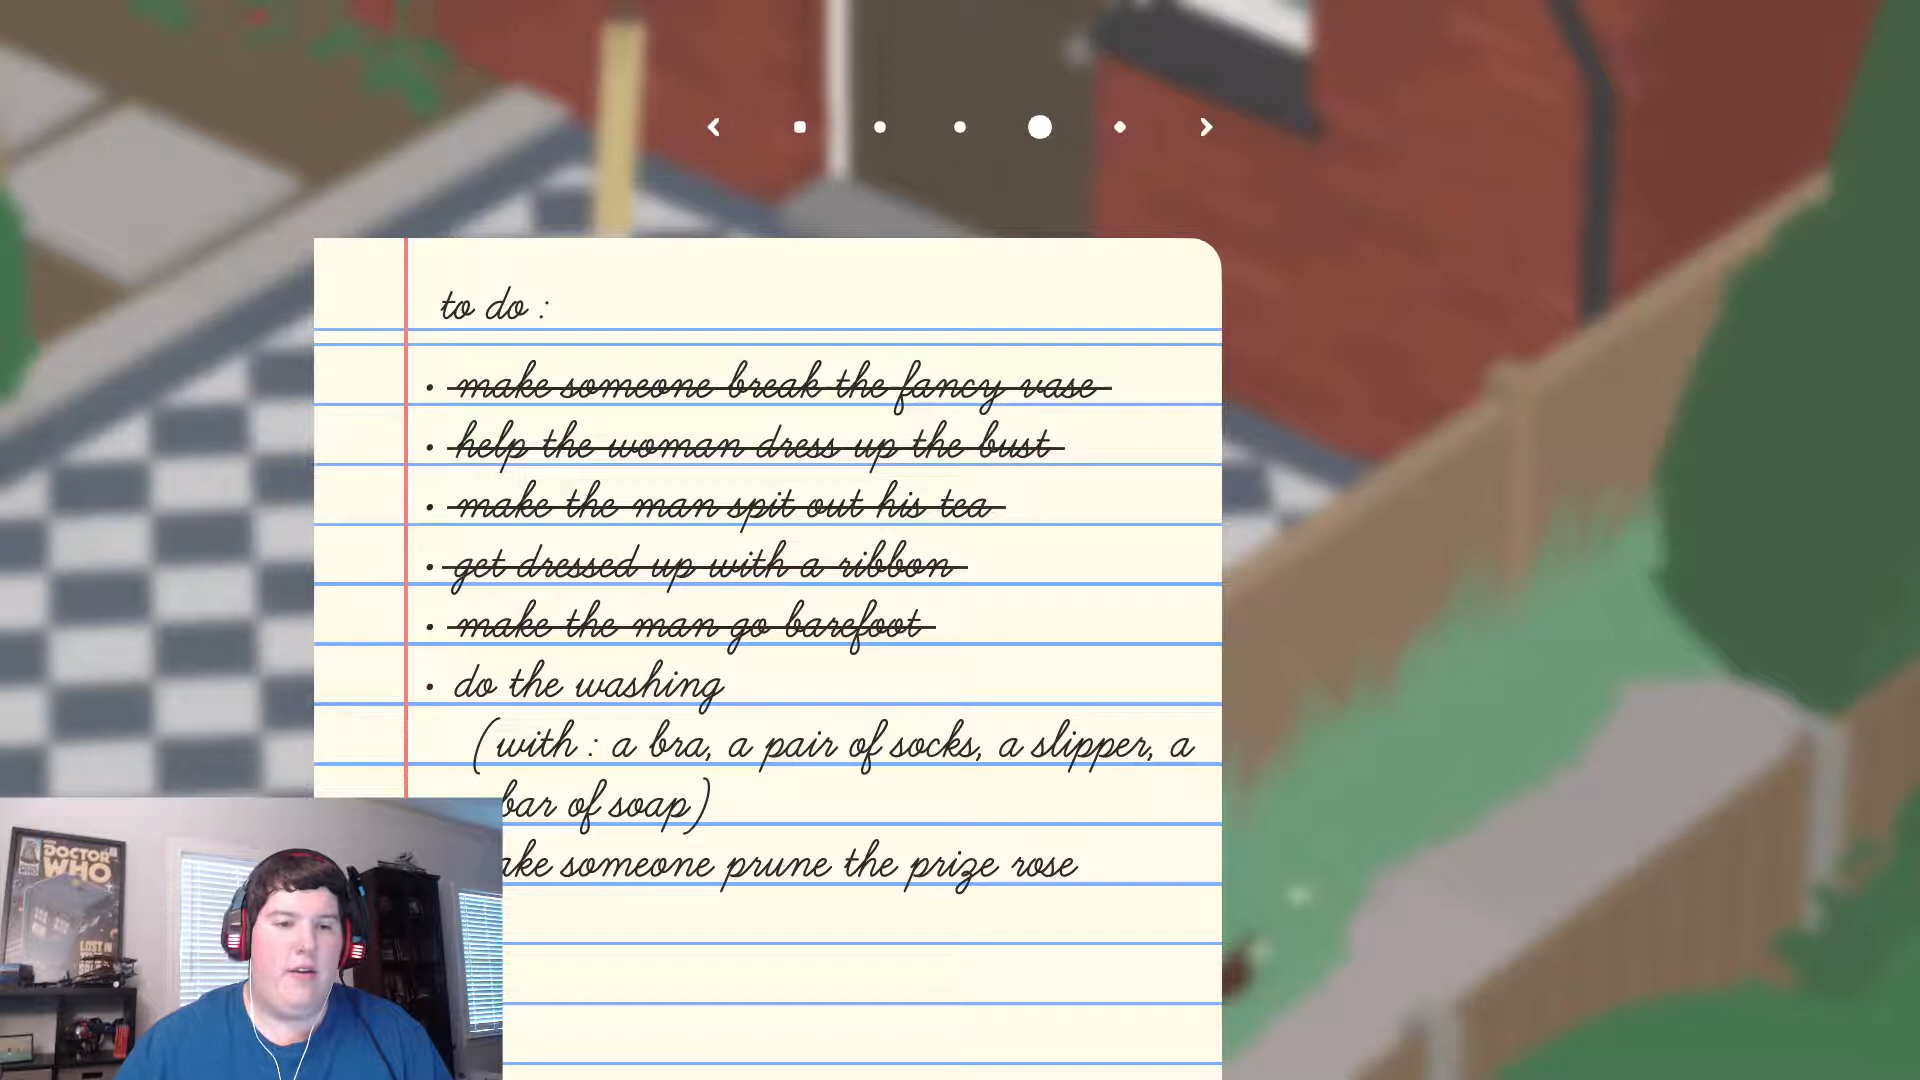 to do :
• make someone break the fancy vase
• help the woman dress up the bust
• make the man spit out his tea
• get dressed up with a ribbon
• make the man go barefoot
• do the washing
(with : a bra, a pair of socks, a slipper, a
bar of soap)
ake someone prune the prize rose
DOCTOR
WHO
LOST IN